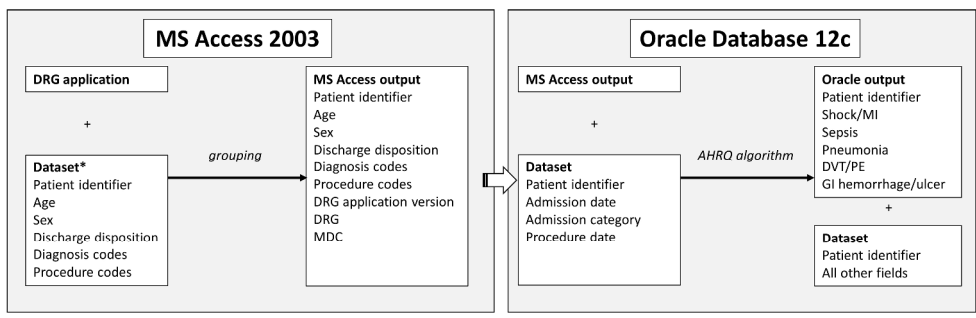 MS Access 2003
DRG application
+
Dataset*
Patient identifier
Age
Sex
Discharge disposition
Diagnosis codes
Procedure codes
grouping
MS Access output
Patient identifier
Age
Sex
Discharge disposition
Diagnosis codes
Procedure codes
DRG application version
DRG
MDC
Oracle Database 12c
MS Access output
+
Dataset
Patient identifier
Admission date
Admission category
Procedure date
AHRQ algorithm
Oracle output
Patient identifier
Shock/MI
Sepsis
Pneumonia
DVT/PE
GI hemorrhage/ulcer
+
Dataset
Patient identifier
All other fields